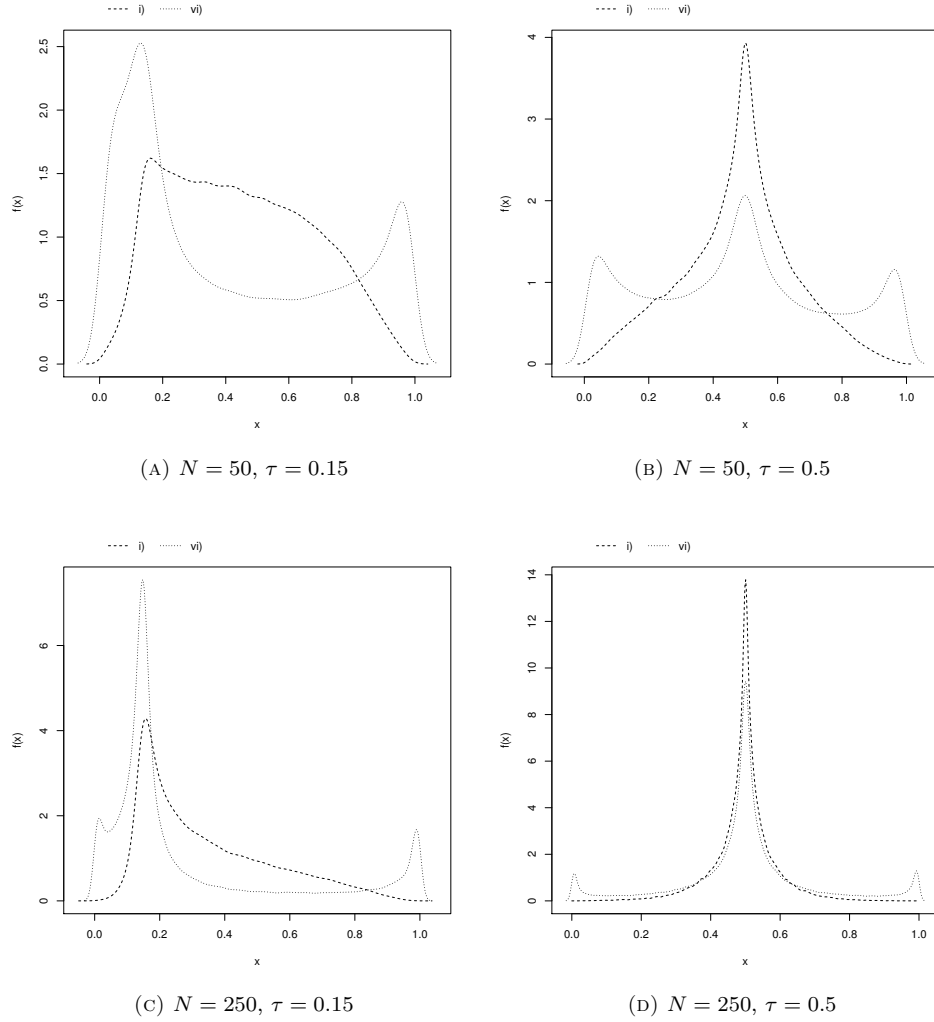 i) vi)
i) vi)
2.5
2.0
1.5
1.0
0.5
0.0
f(x)
0.0 0.2 0.4 0.6 0.8 1.0
x
4
3
2
1
0
f(x)
0.0 0.2 0.4 0.6 0.8 1.0
x
(A) N = 50, τ = 0.15
(B) N = 50, τ = 0.5
i) vi)
i) vi)
6
4
2
0
f(x)
0.0 0.2 0.4 0.6 0.8 1.0
x
14
12
10
8
6
4
2
0
f(x)
0.0 0.2 0.4 0.6 0.8 1.0
x
(C) N = 250, τ = 0.15
(D) N = 250, τ = 0.5